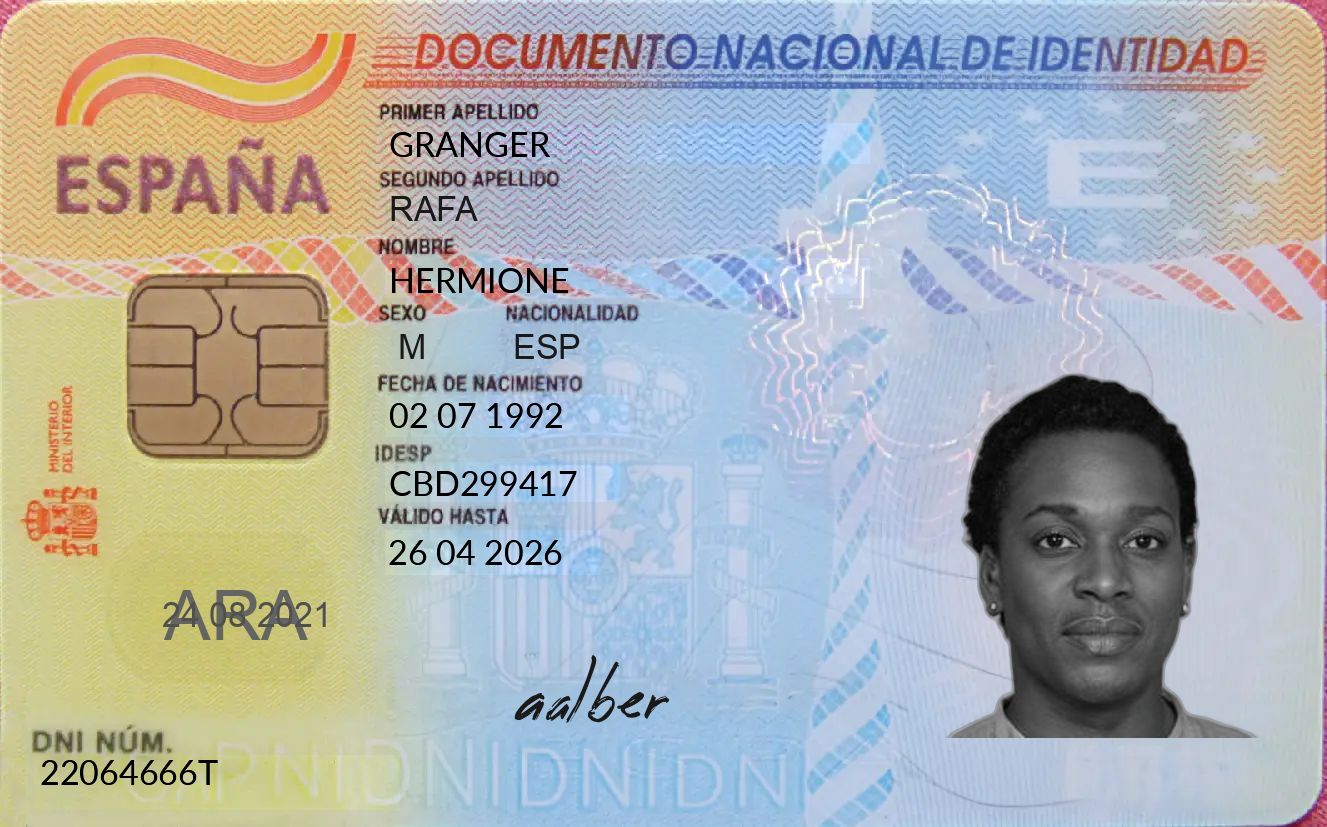 DOCUMENTO NACIONAL DE IDENTIDAD
ESPAÑA
PRIMER APELLIDO
GRANGER
SEGUNDO APELLIDO
RAFA
NOMBRE
HERMIONE
SEXO NACIONALIDAD
M ESP
FECHA DE NACIMIENTO
02 07 1992
IDESP
CBD299417
VÁLIDO HASTA
26 04 2026
MINISTERIO
DEL INTERIOR
E
24 08 2021
ARA
aalber
DNI NÚM.
22064666T
DNIDNIDNIDNI